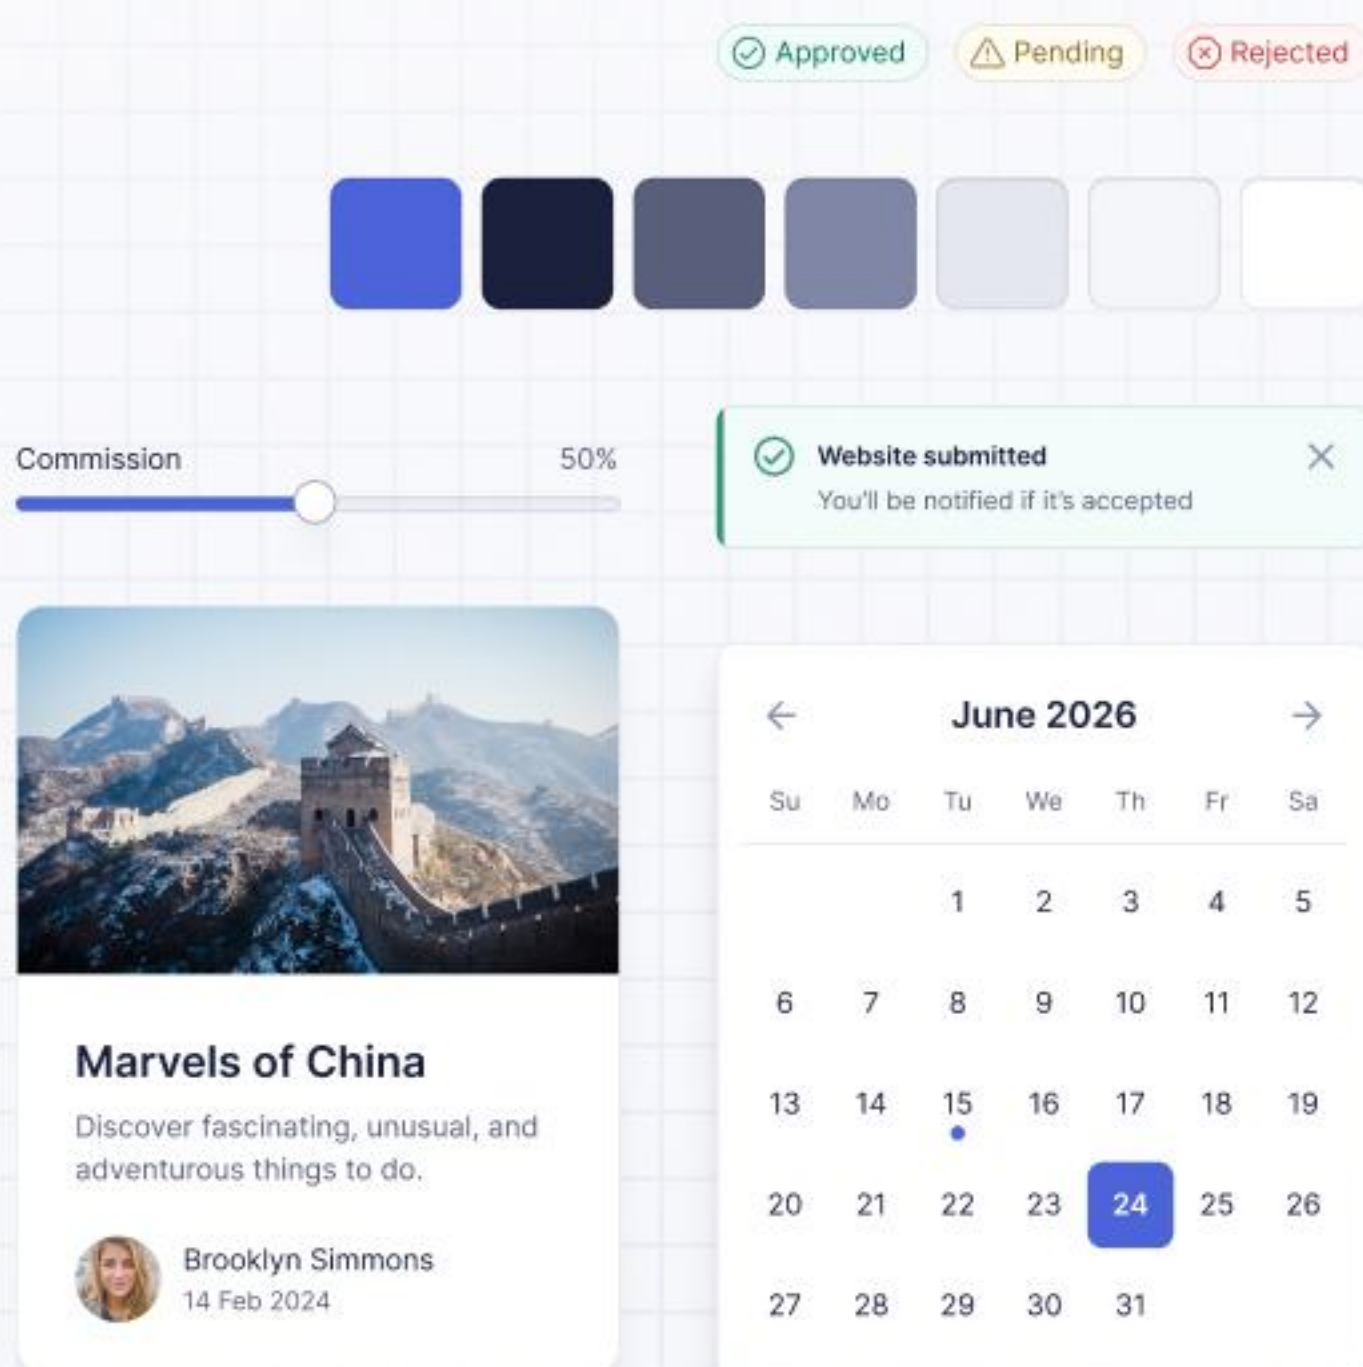 Approved
Pending
Rejected
Commission
50%
Website submitted
You'll be notified if it's accepted
Marvels of China
Discover fascinating, unusual, and
adventurous things to do.
Brooklyn Simmons
14 Feb 2024
June 2026
Su Mo Tu We Th Fr Sa
1 2 3 4 5
6 7 8 9 10 11 12
13 14 15 16 17 18 19
20 21 22 23 24 25 26
27 28 29 30 31